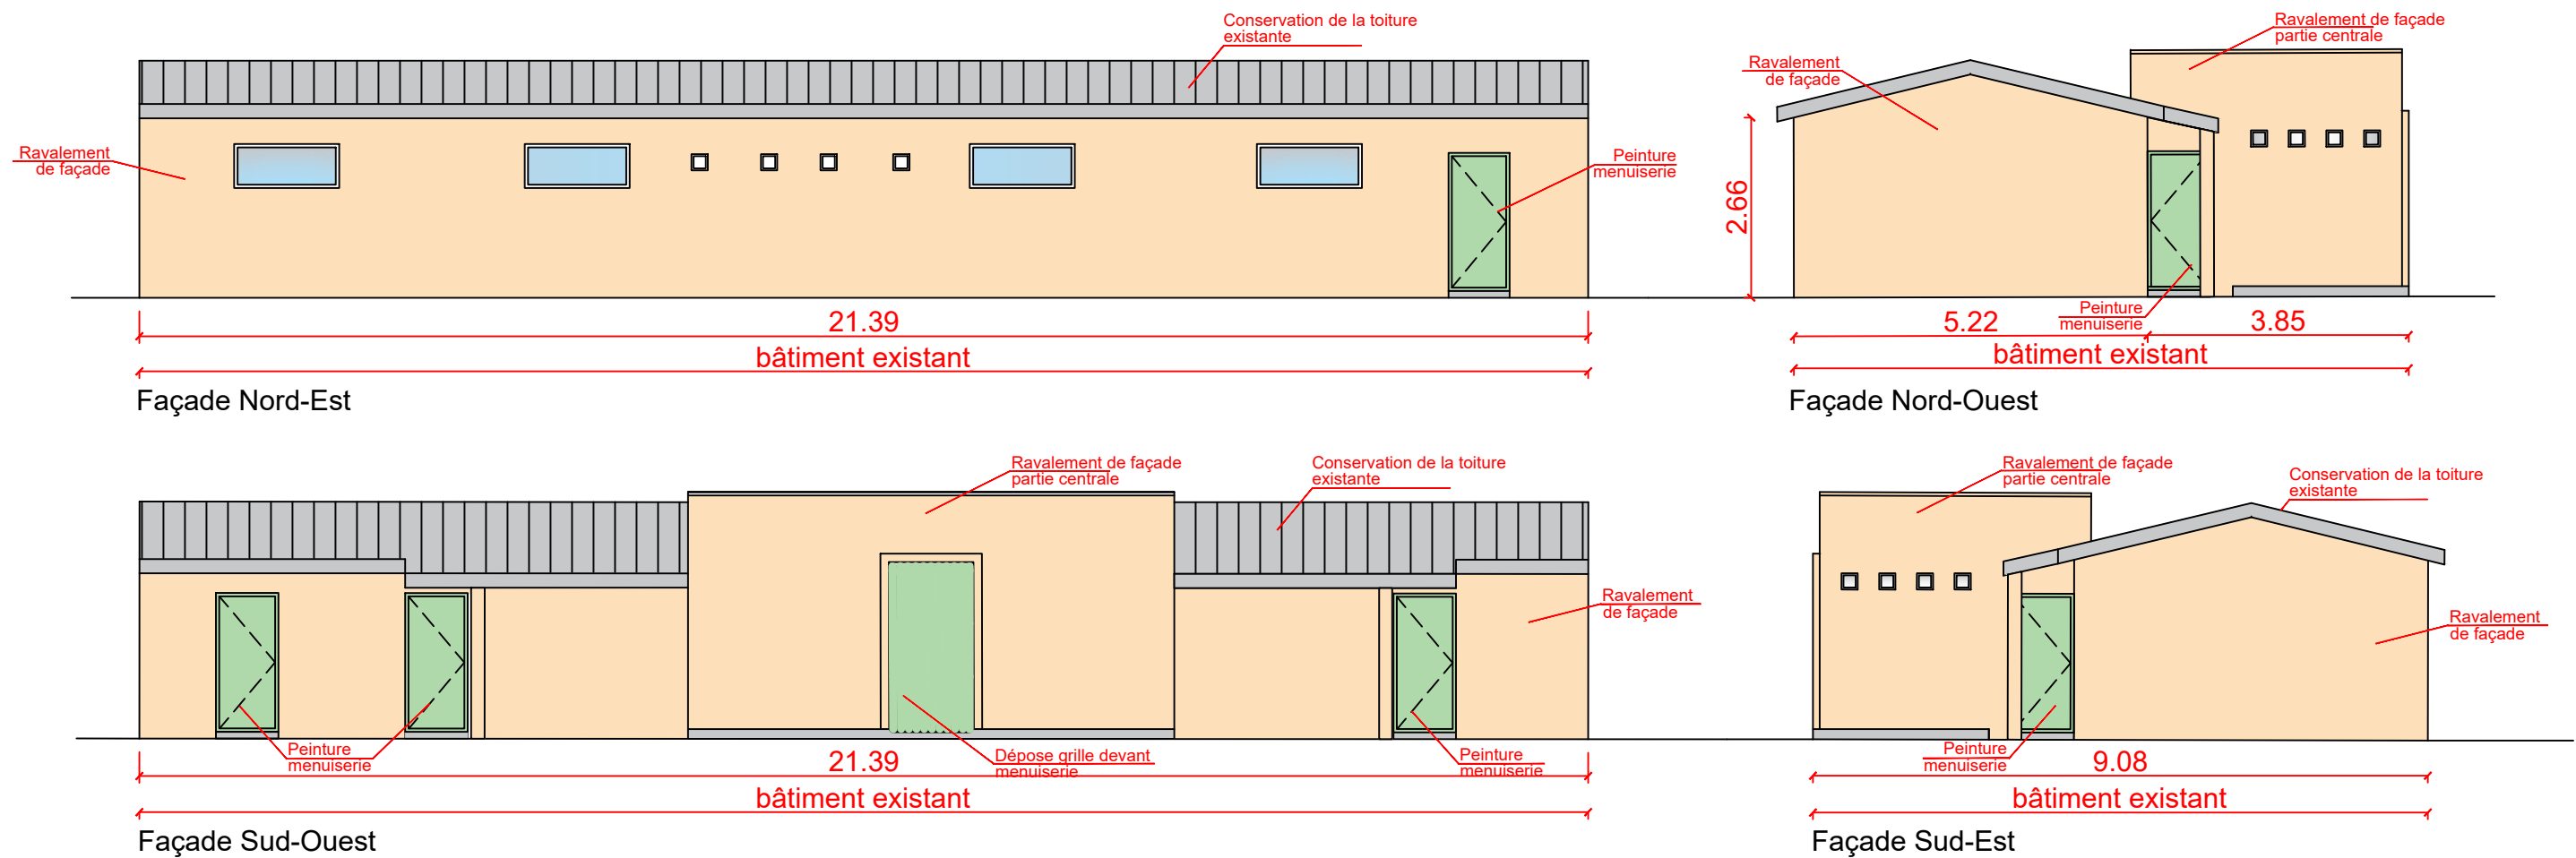 Conservation de la toiture
existante
Ravalement
de façade
Peinture
menuiserie
21.39
bâtiment existant
Façade Nord-Est
Ravalement de façade
partie centrale
Ravalement
de façade
2.66
Peinture
menuiserie
5.22
3.85
bâtiment existant
Façade Nord-Ouest
Ravalement de façade
partie centrale
Conservation de la toiture
existante
Ravalement
de façade
Peinture
menuiserie
Dépose grille devant
menuiserie
Peinture
menuiserie
21.39
bâtiment existant
Façade Sud-Ouest
Ravalement de façade
partie centrale
Conservation de la toiture
existante
Ravalement
de façade
Peinture
menuiserie
9.08
bâtiment existant
Façade Sud-Est